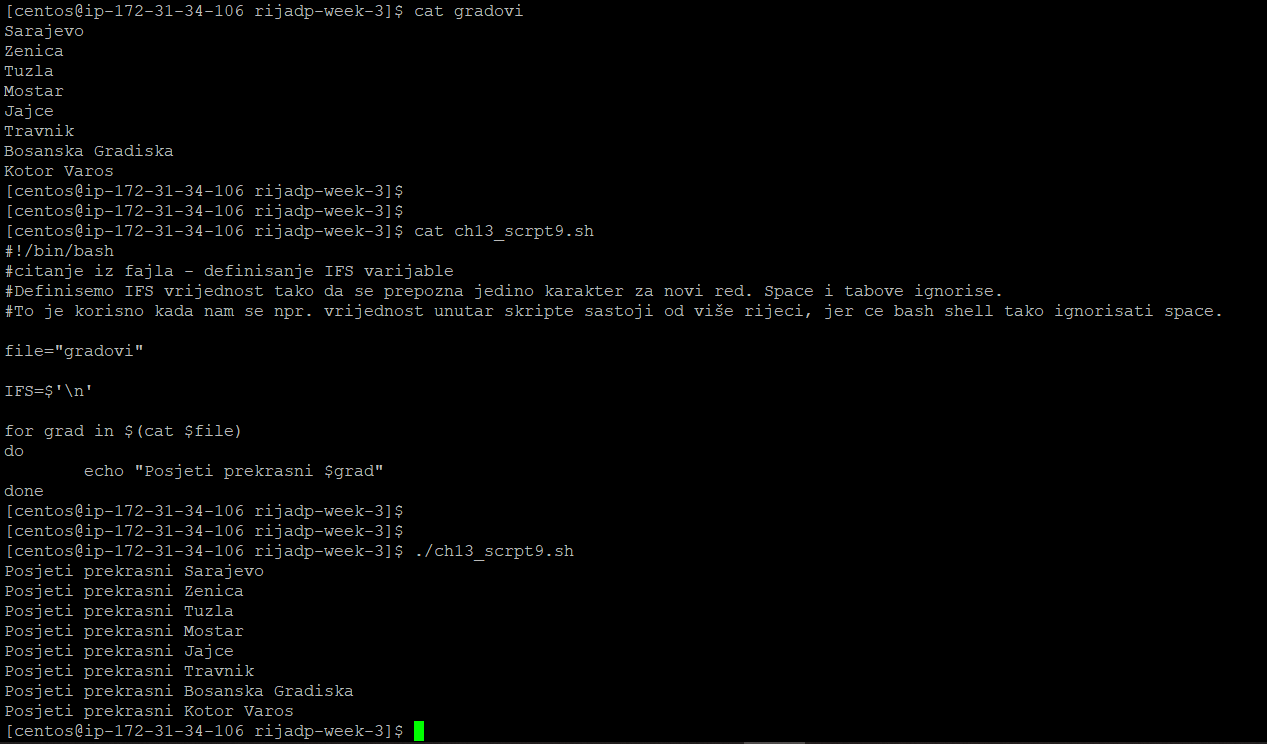 [centos@ip-172-31-34-106 rijadp-week-3]$ cat gradovi
Sarajevo
Zenica
Tuzla
Mostar
Jajce
Travnik
Bosanska Gradiska
Kotor Varos
[centos@ip-172-31-34-106 rijadp-week-3]$
[centos@ip-172-31-34-106 rijadp-week-3]$
[centos@ip-172-31-34-106 rijadp-week-3]$ cat ch13_scrpt9.sh
#!/bin/bash
#citanje iz fajla - definisanje IFS varijable
#Definisemo IFS vrijednost tako da se prepozna jedino karakter za novi red. Space i tabove ignorise.
#To je korisno kada nam se npr. vrijednost unutar skripte sastoji od više rijeci, jer ce bash shell tako ignorisati space.
file="gradovi"
IFS=$'\n'
for grad in $(cat $file)
do
        echo "Posjeti prekrasni $grad"
done
[centos@ip-172-31-34-106 rijadp-week-3]$
[centos@ip-172-31-34-106 rijadp-week-3]$
[centos@ip-172-31-34-106 rijadp-week-3]$ ./ch13_scrpt9.sh
Posjeti prekrasni Sarajevo
Posjeti prekrasni Zenica
Posjeti prekrasni Tuzla
Posjeti prekrasni Mostar
Posjeti prekrasni Jajce
Posjeti prekrasni Travnik
Posjeti prekrasni Bosanska Gradiska
Posjeti prekrasni Kotor Varos
[centos@ip-172-31-34-106 rijadp-week-3]$